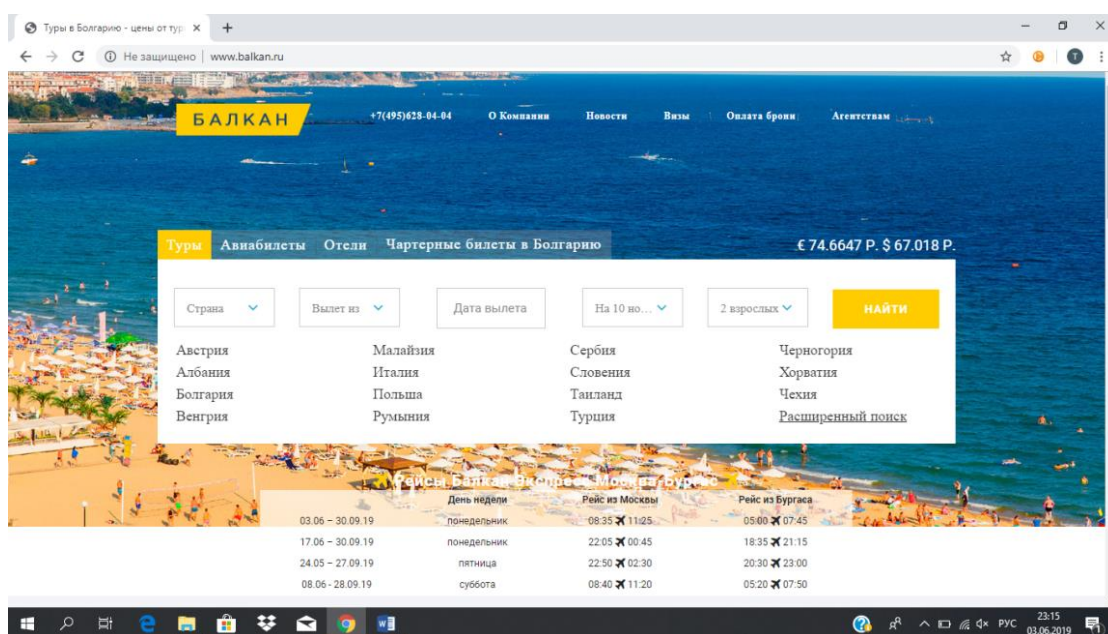 Туры в Болгарию - цены от тур
Не защищено | www.balkan.ru
БАЛКАН +7(495)628-04-04 О Компании Новости Визы Оплата брони Агентствам
Туры Авиабилеты Отели Чартерные билеты в Болгарию € 74.6647 Р. $ 67.018 Р.
Страна Вылет из Дата вылета На 10 но... 2 взрослых НАЙТИ
Австрия Малайзия Сербия Черногория
Албания Италия Словения Хорватия
Болгария Польша Таиланд Чехия
Венгрия Румыния Турция Расширенный поиск
Рейсы Балкан Экспресс Москва-Бургас
День недели Рейс из Москвы Рейс из Бургаса
03.06 – 30.09.19 понедельник 08:35 11:25 05:00 07:45
17.06 – 30.09.19 понедельник 22:05 00:45 18:35 21:15
24.05 – 27.09.19 пятница 22:50 02:30 20:30 23:00
08.06 - 28.09.19 суббота 08:40 11:20 05:20 07:50
РУС 23:15
03.06.2019